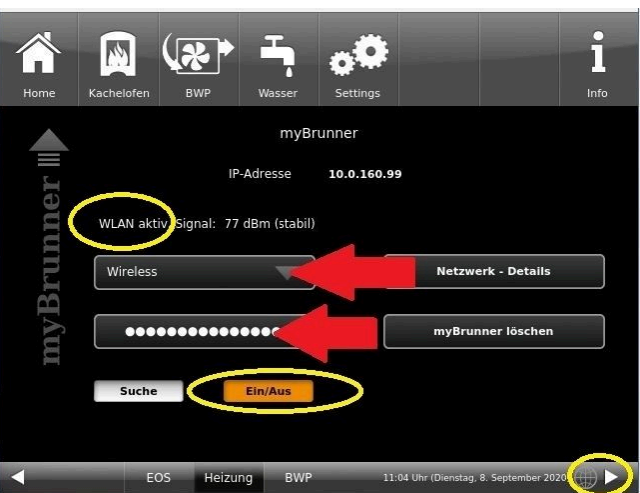 Home Kachelofen BWP Wasser Settings Info
myBrunner
IP-Adresse 10.0.160.99
myBrunner
WLAN aktiv, Signal: 77 dBm (stabil)
Wireless Netzwerk - Details
myBrunner löschen
Suche Ein/Aus
EOS Heizung BWP 11:04 Uhr (Dienstag, 8. September 2020)